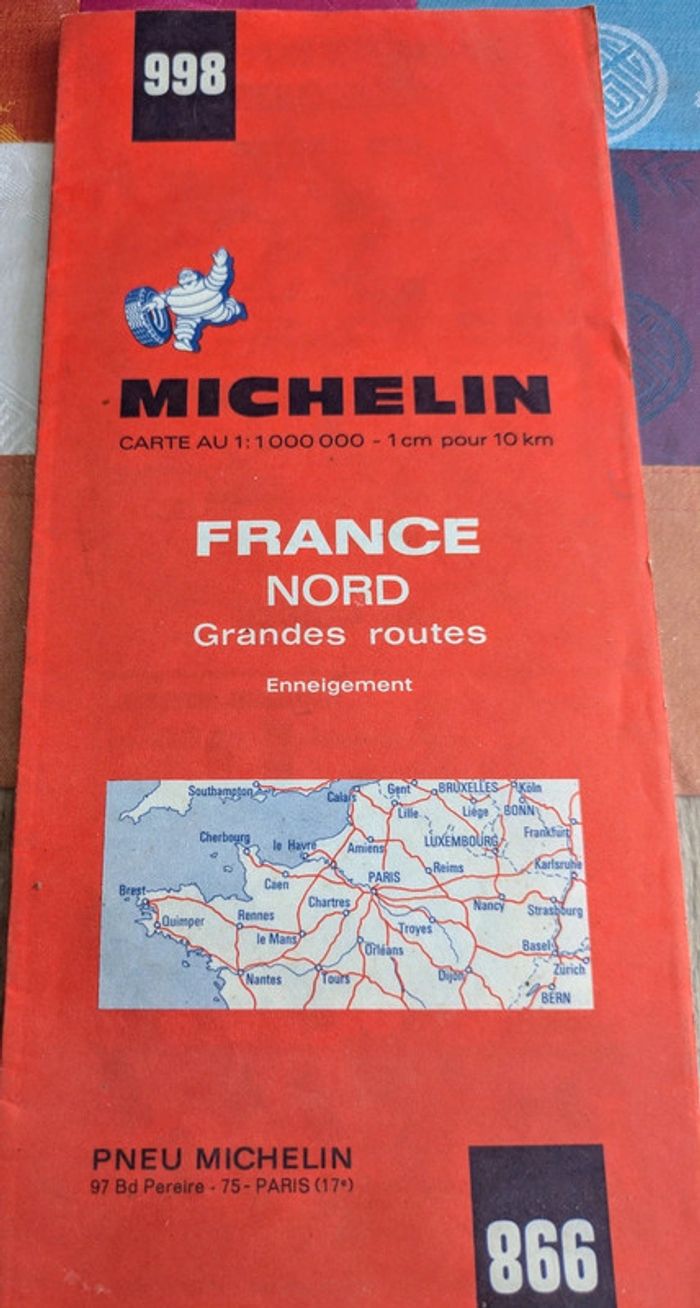 998
MICHELIN
CARTE AU 1:1 000 000 - 1cm pour 10 km
FRANCE
NORD
Grandes routes
Enneigement
Southampton
Calais
Gent
BRUXELLES
Köln
Lille
Liège
BONN
Cherbourg
le Havre
Amiens
LUXEMBOURG
Frankfurt
Caen
PARIS
Reims
Karlsruhe
Brest
Quimper
Rennes
Chartres
Nancy
Strasbourg
le Mans
Troyes
Orléans
Basel
Nantes
Tours
Dijon
Zürich
BERN
PNEU MICHELIN
97 Bd Pereire - 75 - PARIS (17e)
866